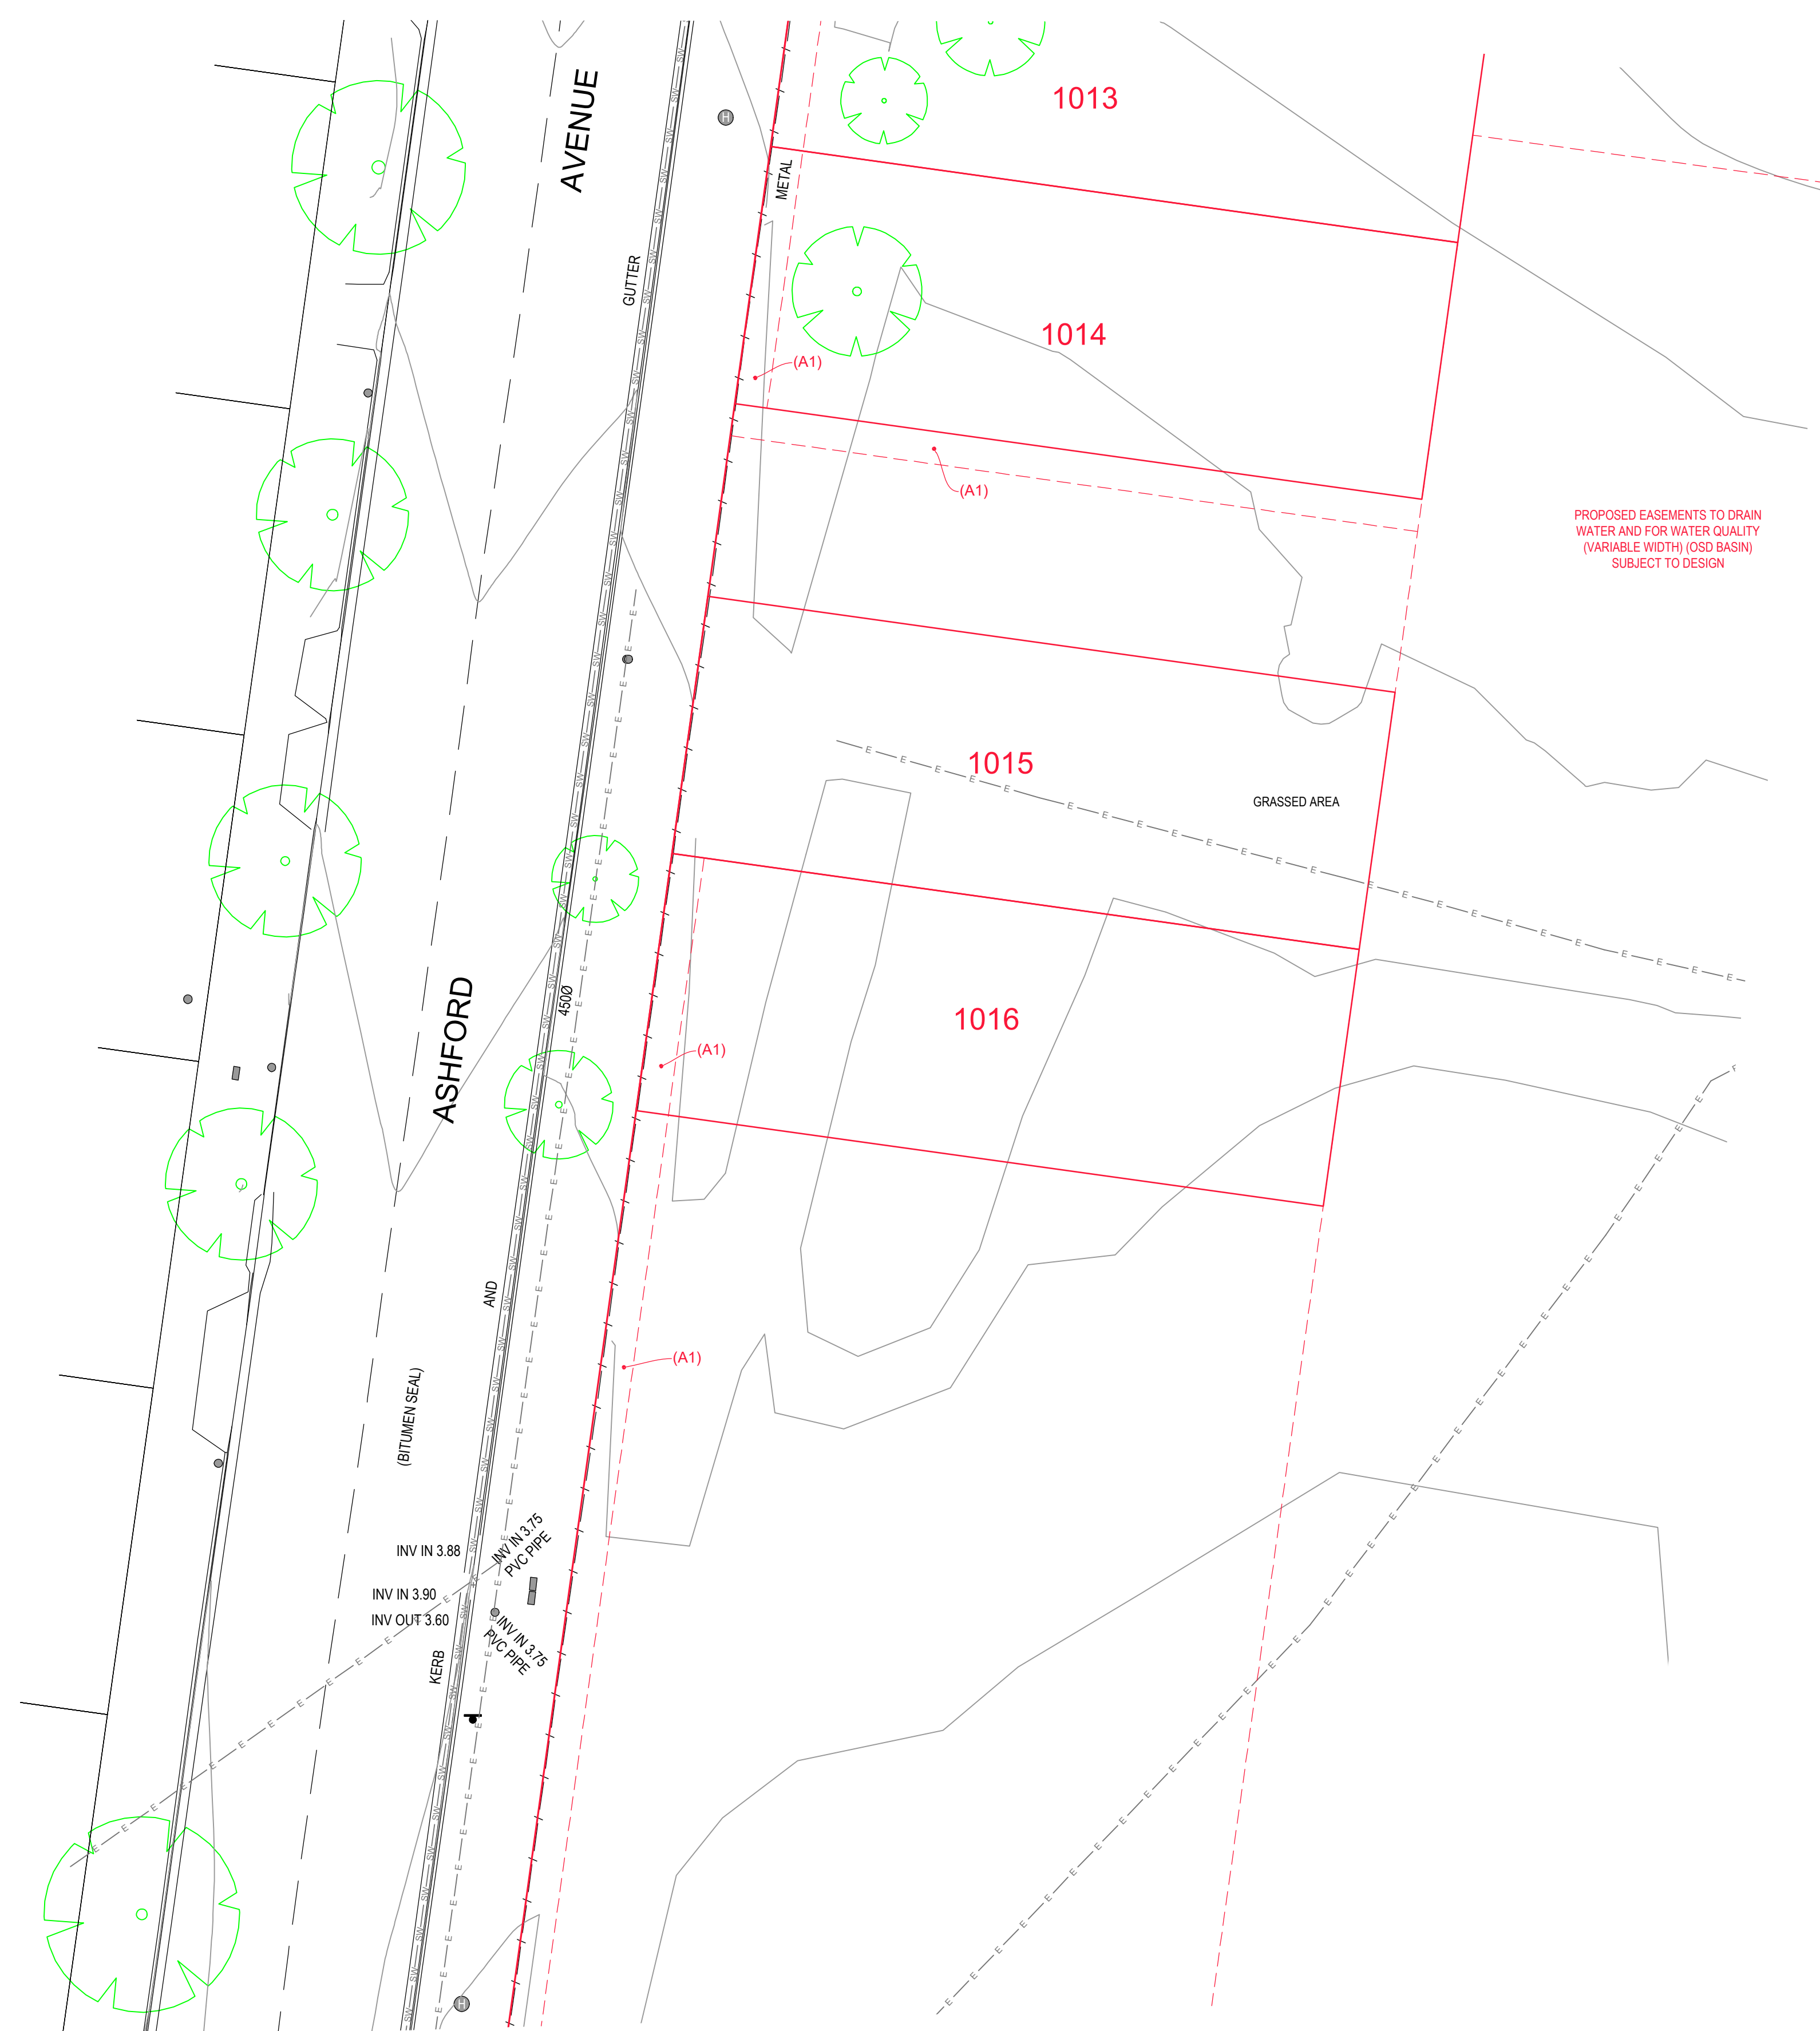 AVENUE
H
1013
METAL
GUTTER
1014
(A1)
(A1)
PROPOSED EASEMENTS TO DRAIN
WATER AND FOR WATER QUALITY
(VARIABLE WIDTH) (OSD BASIN)
SUBJECT TO DESIGN
1015
GRASSED AREA
450Ø
ASHFORD
1016
(A1)
AND
(A1)
(BITUMEN SEAL)
INV IN 3.88
INV IN 3.75
PVC PIPE
INV IN 3.90
INV OUT 3.60
INV IN 3.75
PVC PIPE
KERB
H